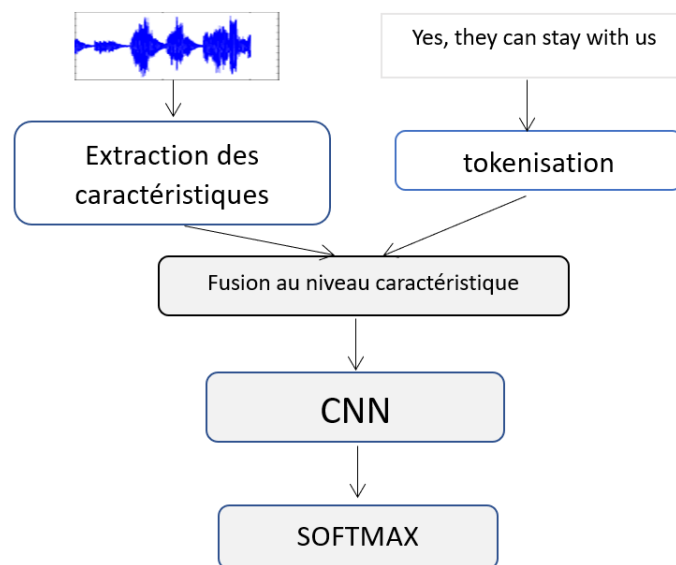 Yes, they can stay with us
Extraction des
caractéristiques
tokenisation
Fusion au niveau caractéristique
CNN
SOFTMAX